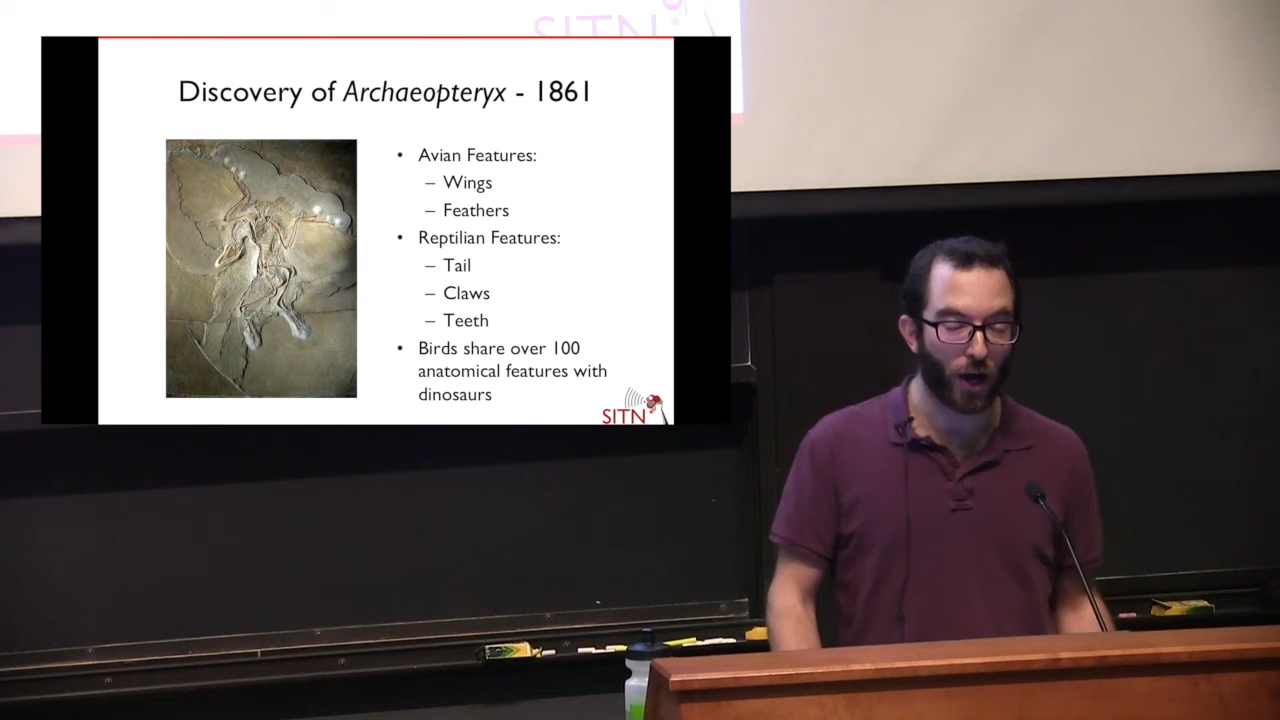 SITN
Discovery of Archaeopteryx - 1861
• Avian Features:
– Wings
– Feathers
• Reptilian Features:
– Tail
– Claws
– Teeth
• Birds share over 100
anatomical features with
dinosaurs
SITN